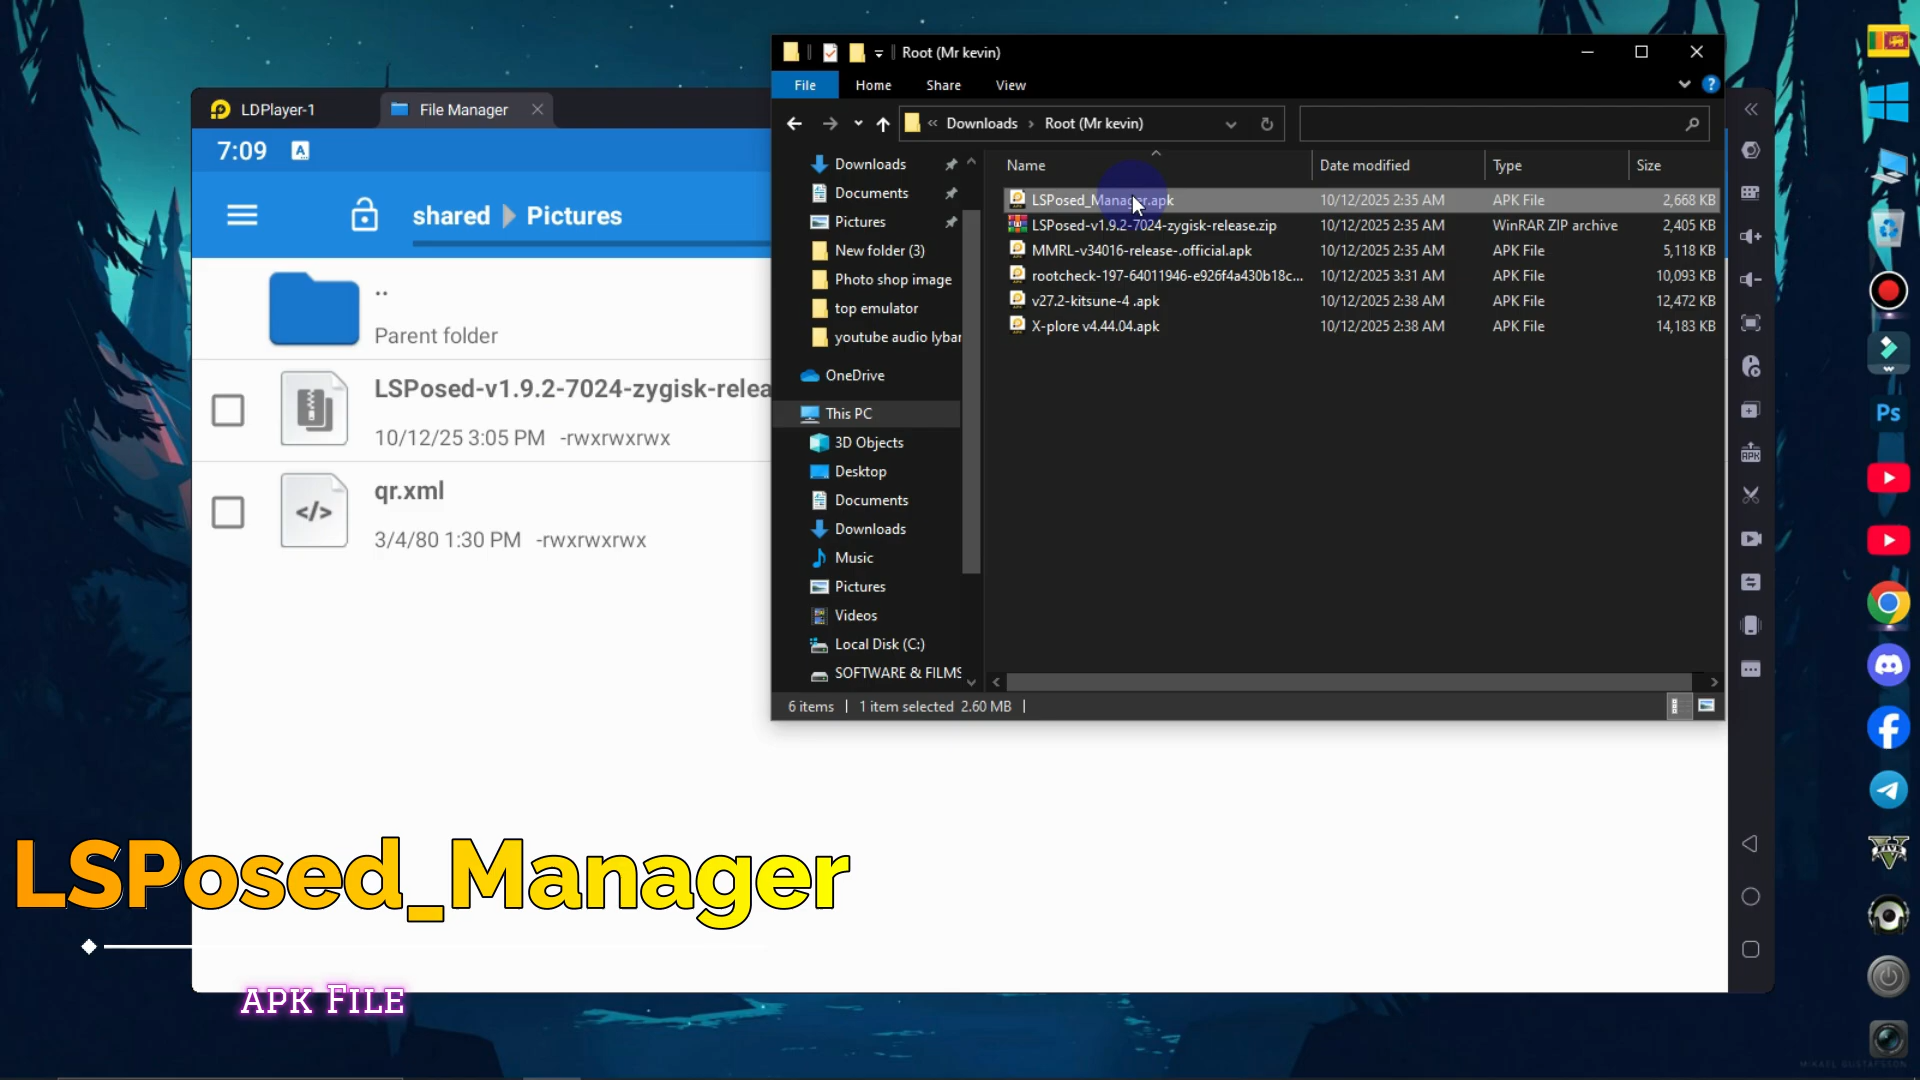 Root (Mr kevin)
File
Home
Share
View
?
LDPlayer-1
File Manager
« Downloads › Root (Mr kevin)
7:09 A
shared Pictures
..
Parent folder
LSPosed-v1.9.2-7024-zygisk-relea
10/12/25 3:05 PM -rwxrwxrwx
qr.xml
3/4/80 1:30 PM -rwxrwxrwx
Downloads
Documents
Pictures
New folder (3)
Photo shop image
top emulator
youtube audio lybar
OneDrive
This PC
3D Objects
Desktop
Documents
Downloads
Music
Pictures
Videos
Local Disk (C:)
SOFTWARE & FILMS
Name Date modified Type Size
LSPosed_Manager.apk 10/12/2025 2:35 AM APK File 2,668 KB
LSPosed-v1.9.2-7024-zygisk-release.zip 10/12/2025 2:35 AM WinRAR ZIP archive 2,405 KB
MMRL-v34016-release-.official.apk 10/12/2025 2:35 AM APK File 5,118 KB
rootcheck-197-64011946-e926f4a430b18c... 10/12/2025 3:31 AM APK File 10,093 KB
v27.2-kitsune-4 .apk 10/12/2025 2:38 AM APK File 12,472 KB
X-plore v4.44.04.apk 10/12/2025 2:38 AM APK File 14,183 KB
6 items 1 item selected 2.60 MB
APK
Ps
LSPosed_Manager
APK FILE
MIKAEL GUSTAFSSON